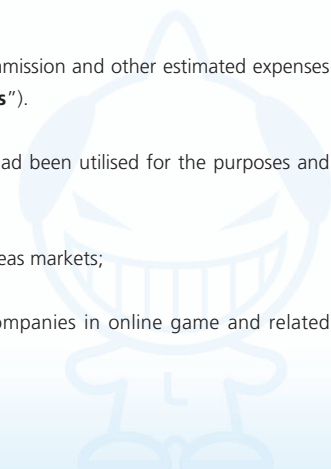 mmission and other estimated expenses
s").
ad been utilised for the purposes and
eas markets;
ompanies in online game and related
L